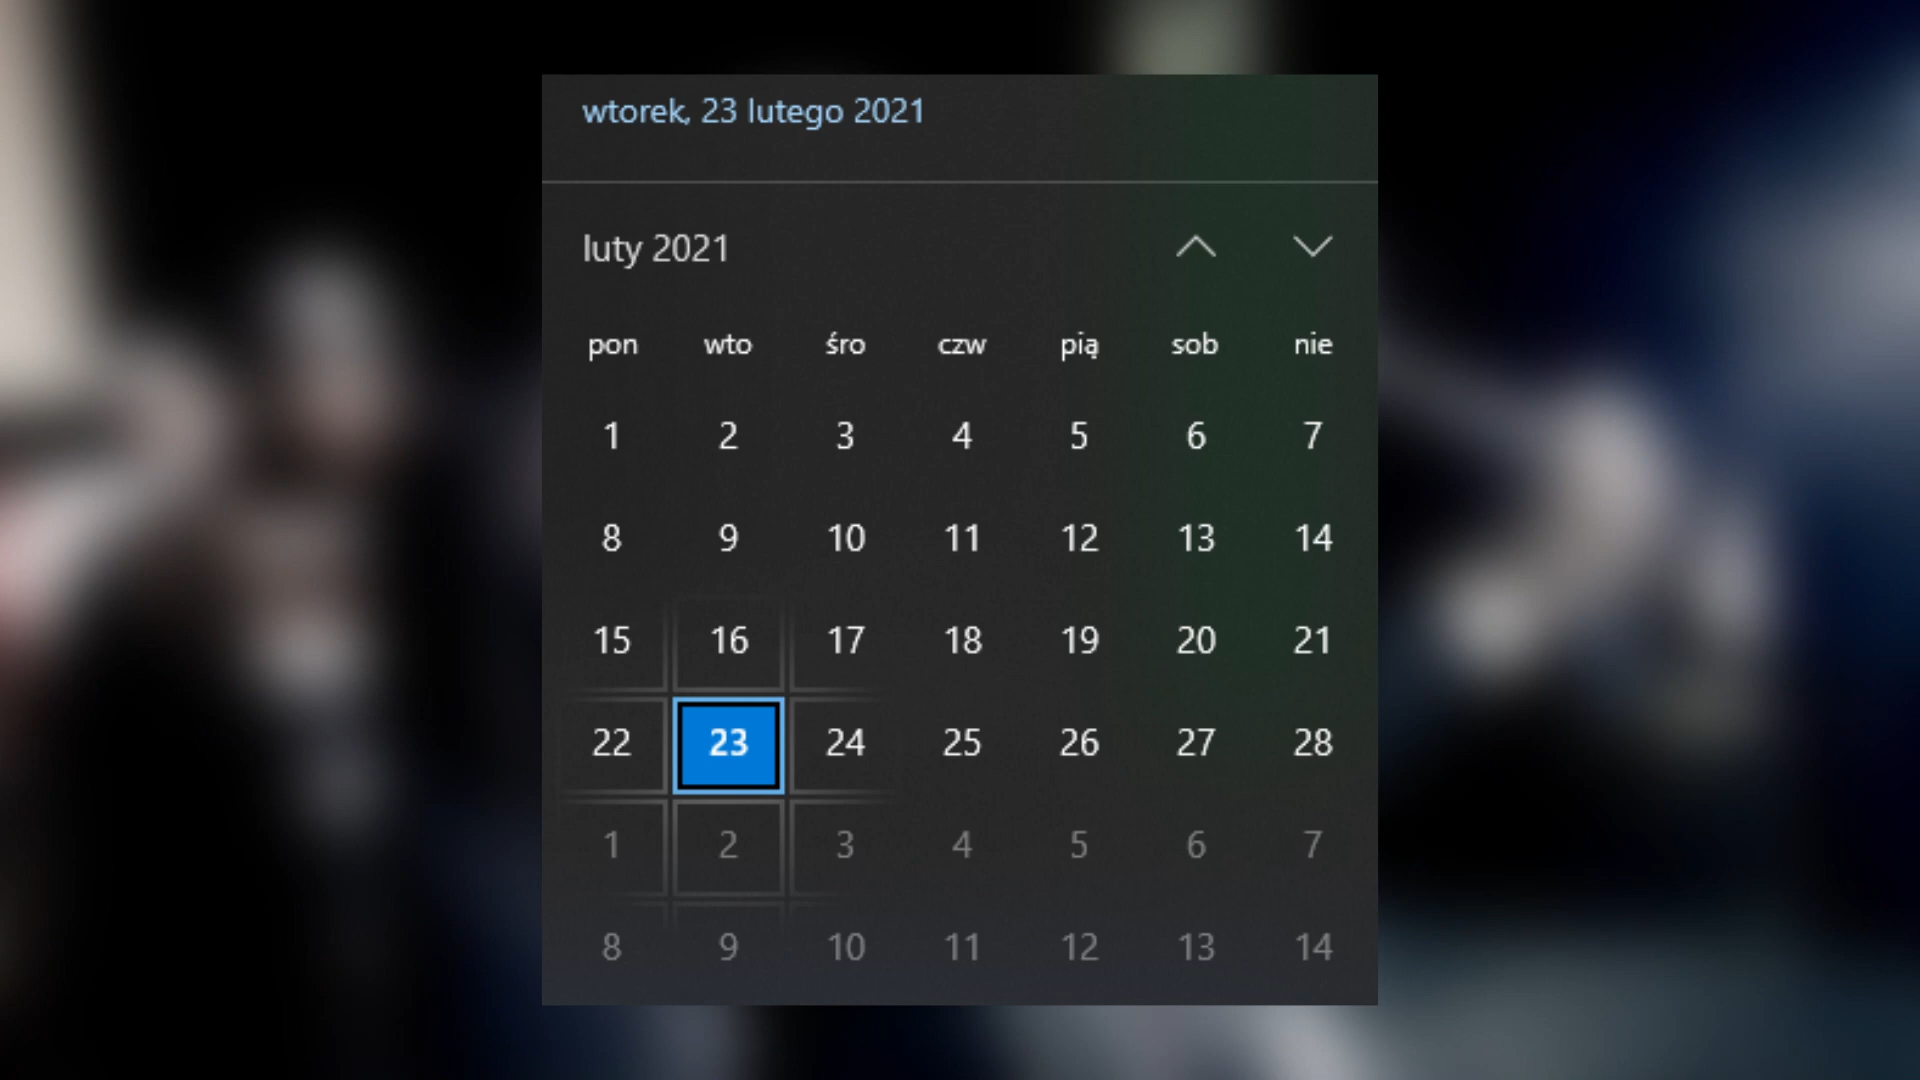 wtorek, 23 lutego 2021
luty 2021
pon wto śro czw pią sob nie
1 2 3 4 5 6 7
8 9 10 11 12 13 14
15 16 17 18 19 20 21
22 23 24 25 26 27 28
1 2 3 4 5 6 7
8 9 10 11 12 13 14